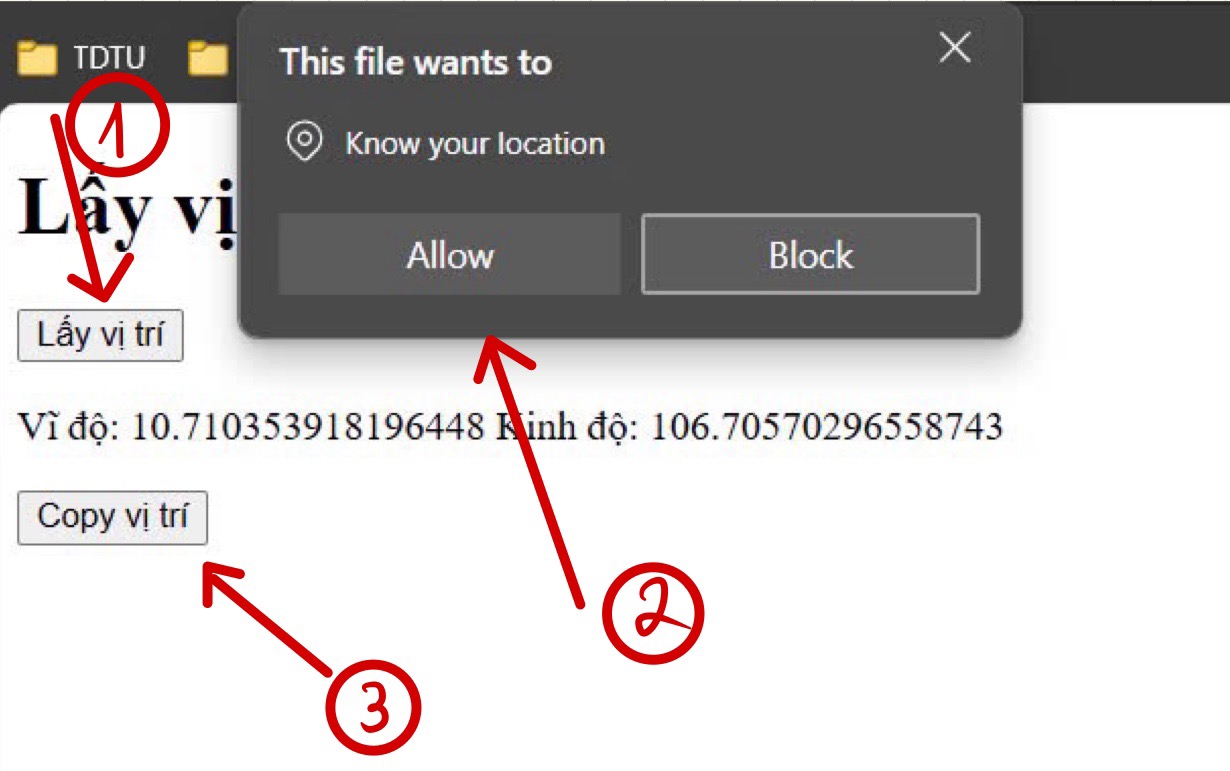 TDTU
This file wants to
Know your location
Allow
Block
1
Lấy vị
Lấy vị trí
Vĩ độ: 10.710353918196448 Kinh độ: 106.70570296558743
Copy vị trí
2
3